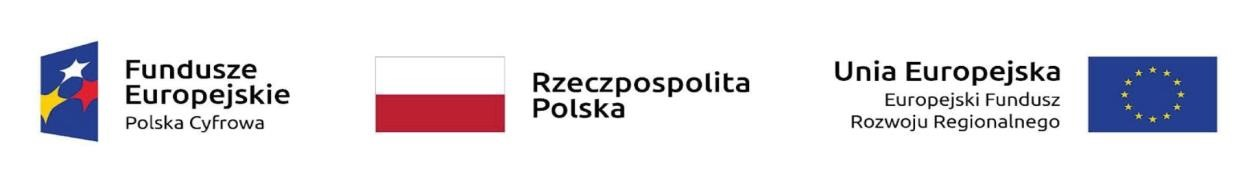 Fundusze
Europejskie
Polska Cyfrowa
Rzeczpospolita
Polska
Unia Europejska
Europejski Fundusz
Rozwoju Regionalnego